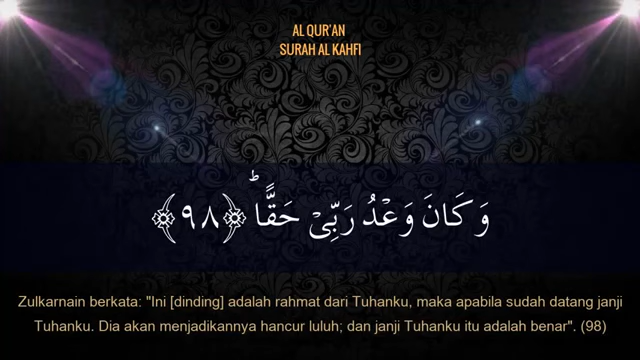 AL QUR'AN
SURAH AL KAHFI
وَ كَانَ وَعْدُ رَبِّىْ حَقًّا ؕ ﴿۹۸﴾
Zulkarnain berkata: "Ini [dinding] adalah rahmat dari Tuhanku, maka apabila sudah datang janji
Tuhanku. Dia akan menjadikannya hancur luluh; dan janji Tuhanku itu adalah benar". (98)